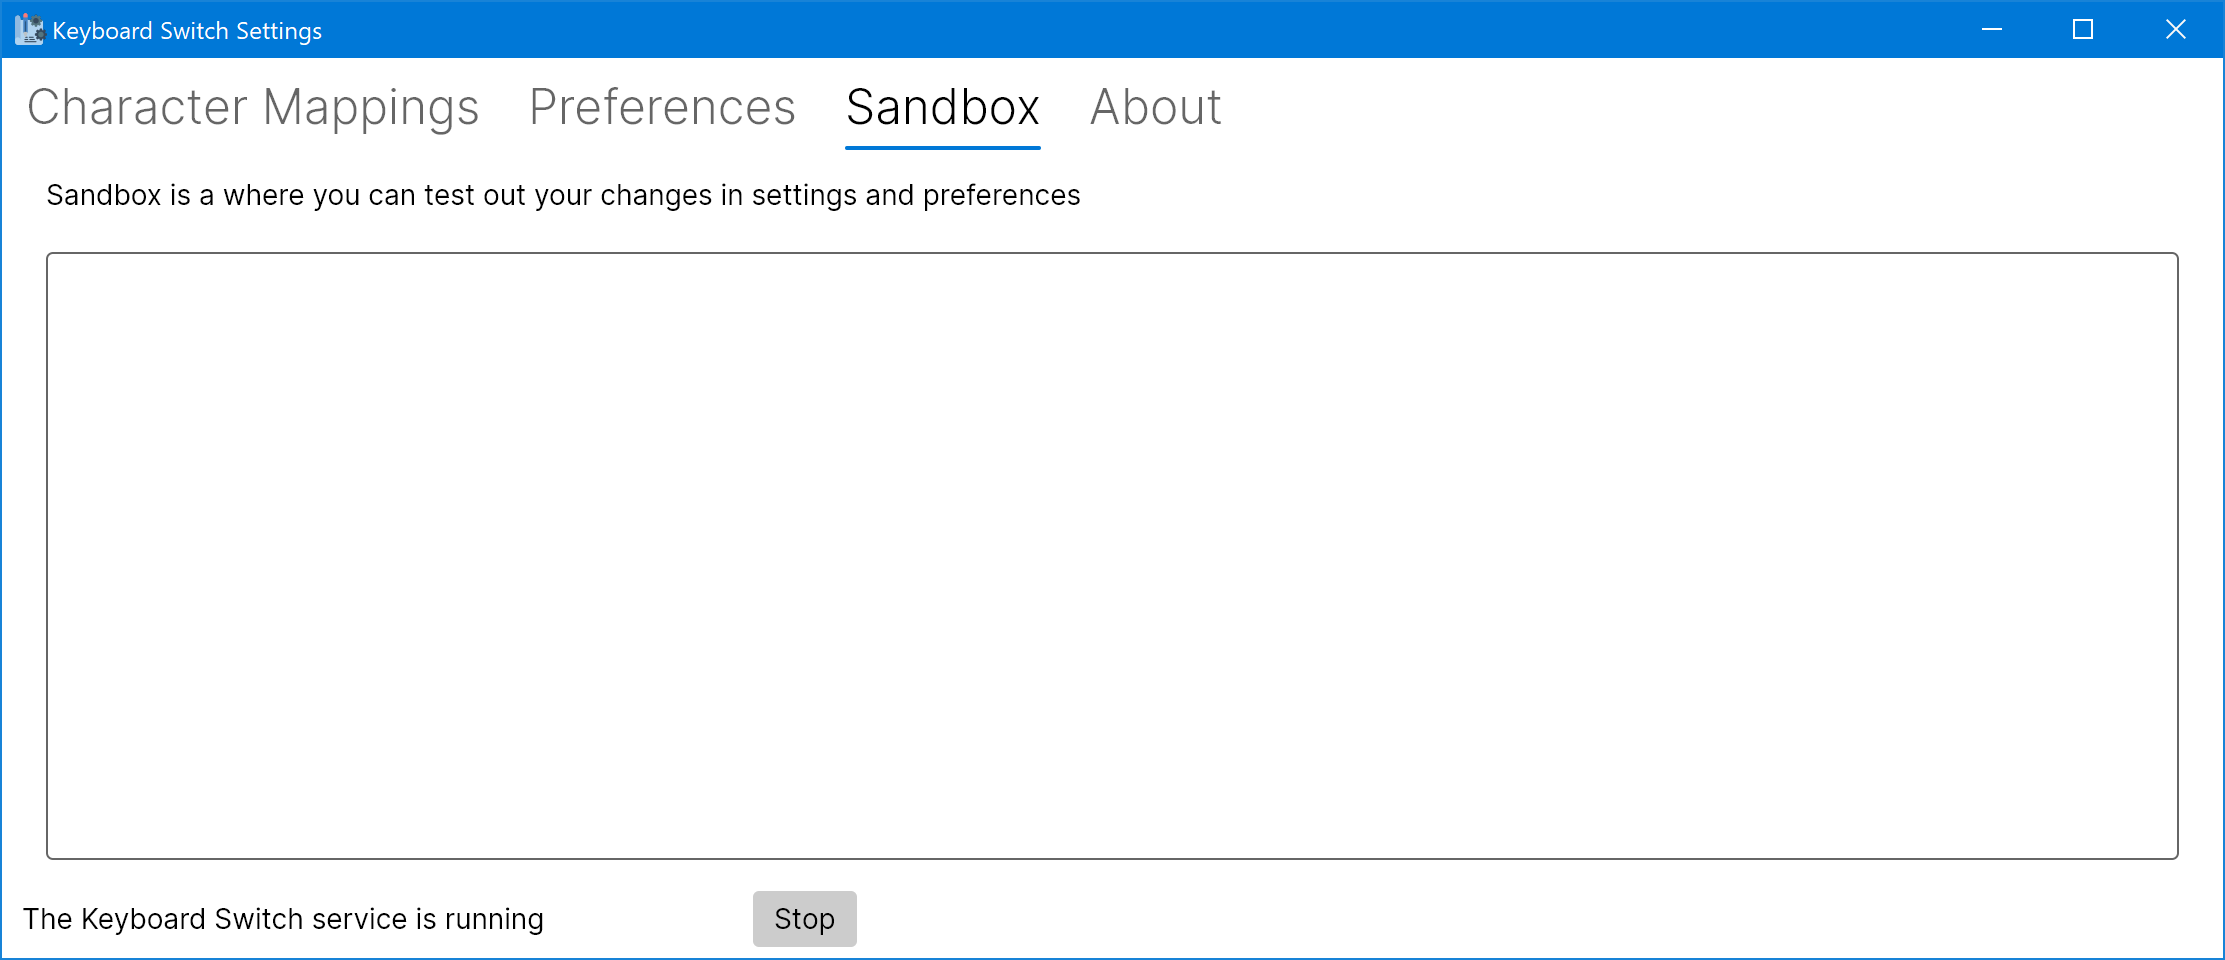 Keyboard Switch Settings
Character Mappings Preferences Sandbox About
Sandbox is a where you can test out your changes in settings and preferences
The Keyboard Switch service is running Stop